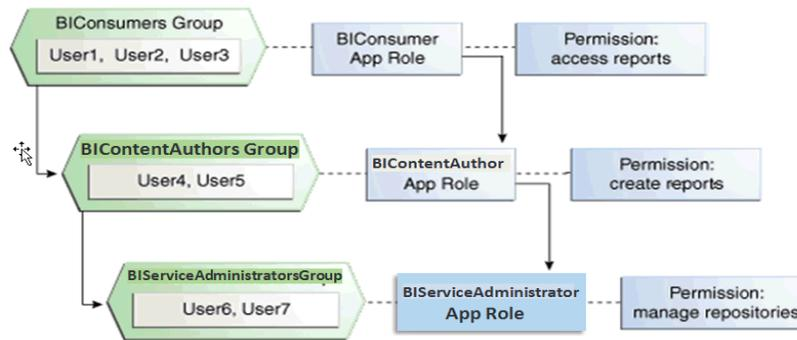 BIConsumers Group
User1, User2, User3
BIConsumer
App Role
Permission:
access reports
BIContentAuthors Group
User4, User5
BIContentAuthor
App Role
Permission:
create reports
BIServiceAdministratorsGroup
User6, User7
BIServiceAdministrator
App Role
Permission:
manage repositories